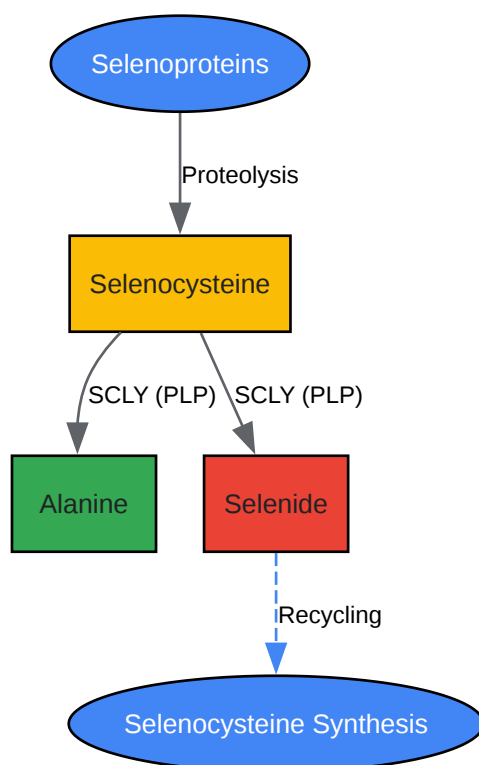 Selenoproteins
Proteolysis
Selenocysteine
SCLY (PLP) SCLY (PLP)
Alanine Selenide
Recycling
Selenocysteine Synthesis